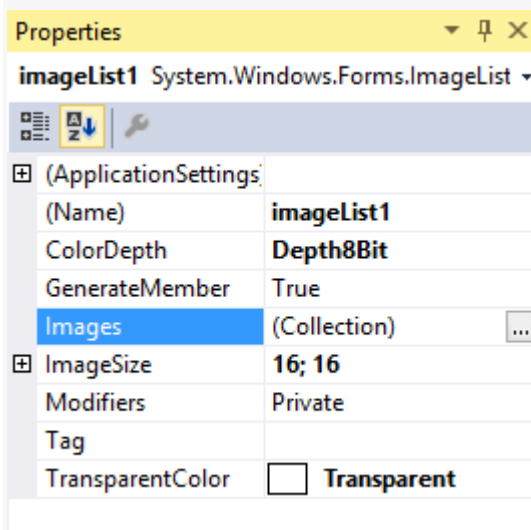 Properties
imageList1 System.Windows.Forms.ImageList
(ApplicationSettings)
(Name) imageList1
ColorDepth Depth8Bit
GenerateMember True
Images (Collection) ...
ImageSize 16; 16
Modifiers Private
Tag
TransparentColor Transparent